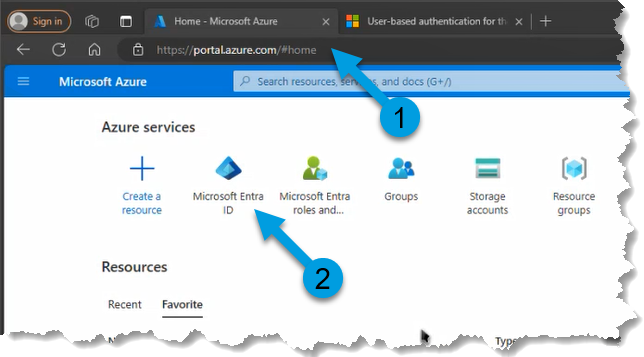 Sign in
Home - Microsoft Azure
User-based authentication for th
https://portal.azure.com/#home
Microsoft Azure
Search resources, services, and docs (G+/)
1
Azure services
Create a
resource
Microsoft Entra
ID
Microsoft Entra
roles and...
Groups
Storage
accounts
Resource
groups
2
Resources
Recent
Favorite
Type